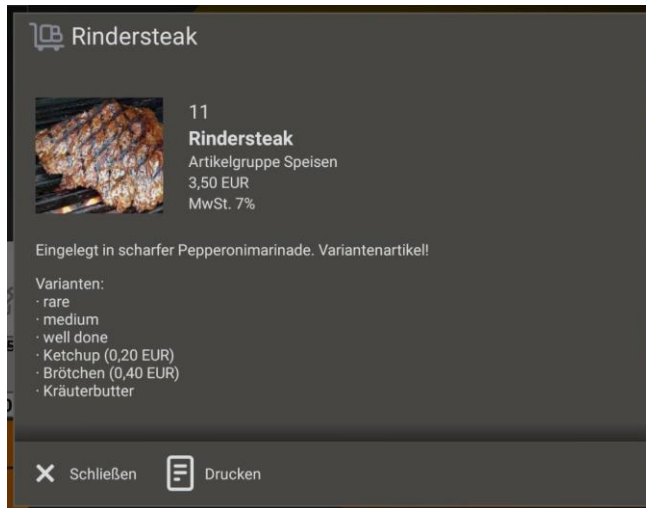 Rindersteak
11
Rindersteak
Artikelgruppe Speisen
3,50 EUR
MwSt. 7%
Eingelegt in scharfer Pepperonimarinade. Variantenartikel!
Varianten:
· rare
· medium
· well done
· Ketchup (0,20 EUR)
· Brötchen (0,40 EUR)
· Kräuterbutter
Schließen
Drucken